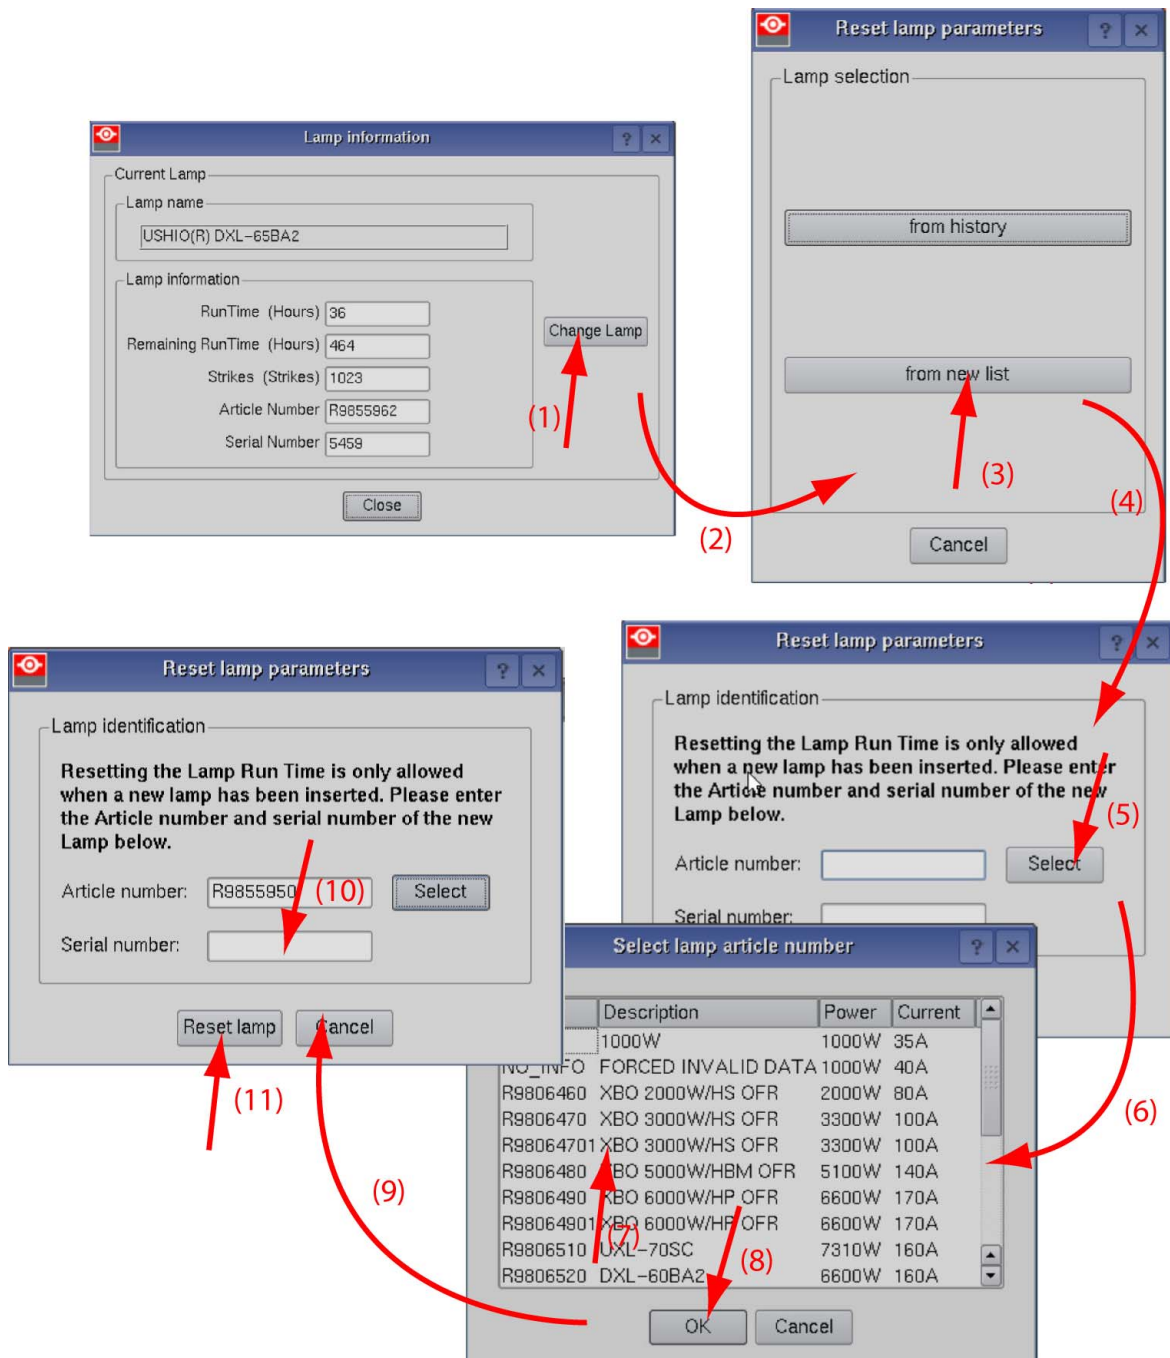 Lamp information
Current Lamp
Lamp name
USHIO(R) DXL-65BA2
Lamp information
RunTime (Hours) 36
Remaining RunTime (Hours) 464
Strikes (Strikes) 1023
Article Number R9855962
Serial Number 5459
Change Lamp
Close
(1)
(2)
Reset lamp parameters
Lamp selection
from history
from new list
(3)
(4)
Cancel
Reset lamp parameters
Lamp identification
Resetting the Lamp Run Time is only allowed
when a new lamp has been inserted. Please enter
the Article number and serial number of the new
Lamp below.
(5)
Article number: Select
Serial number:
(6)
Select lamp article number
Description Power Current
1000W 1000W 35A
NO_INFO FORCED INVALID DATA 1000W 40A
R9806460 XBO 2000W/HS OFR 2000W 80A
R9806470 XBO 3000W/HS OFR 3300W 100A
R98064701 XBO 3000W/HS OFR 3300W 100A
R9806480 XBO 5000W/HBM OFR 5100W 140A
R9806490 XBO 6000W/HP OFR 6600W 170A
R98064901 XBO 6000W/HP OFR 6600W 170A
R9806510 UXL-70SC 7310W 160A
R9806520 DXL-60BA2 6600W 160A
(7)
(8)
OK Cancel
(9)
Reset lamp parameters
Lamp identification
Resetting the Lamp Run Time is only allowed
when a new lamp has been inserted. Please enter
the Article number and serial number of the new
Lamp below.
Article number: R9855950 Select
(10)
Serial number:
Reset lamp Cancel
(11)